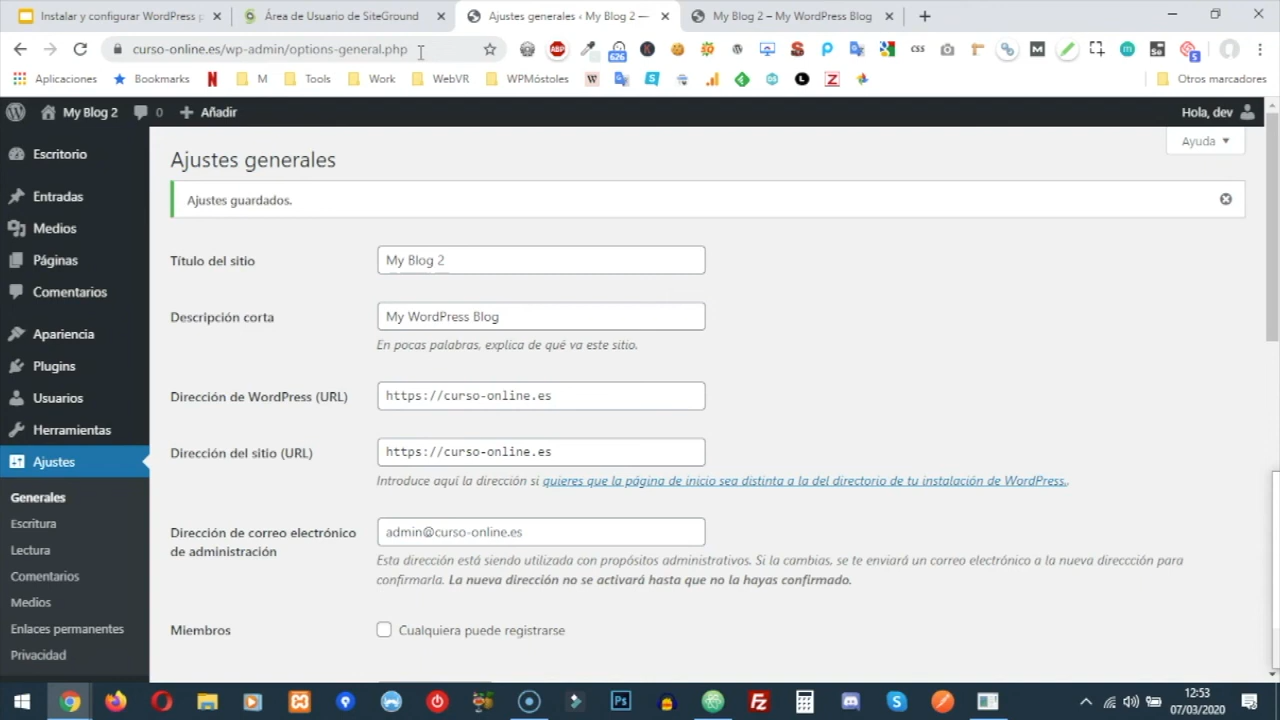 Instalar y configurar WordPress p
Área de Usuario de SiteGround
Ajustes generales ‹ My Blog 2 —
My Blog 2 – My WordPress Blog
curso-online.es/wp-admin/options-general.php
ABP
626
CSS
5
Aplicaciones
Bookmarks
M
Tools
Work
WebVR
WPMóstoles
Otros marcadores
My Blog 2
0
Añadir
Hola, dev
Escritorio
Entradas
Medios
Páginas
Comentarios
Apariencia
Plugins
Usuarios
Herramientas
Ajustes
Generales
Escritura
Lectura
Comentarios
Medios
Enlaces permanentes
Privacidad
Ayuda
Ajustes generales
Ajustes guardados.
Título del sitio
My Blog 2
Descripción corta
My WordPress Blog
En pocas palabras, explica de qué va este sitio.
Dirección de WordPress (URL)
https://curso-online.es
Dirección del sitio (URL)
https://curso-online.es
Introduce aquí la dirección si quieres que la página de inicio sea distinta a la del directorio de tu instalación de WordPress..
Dirección de correo electrónico
de administración
admin@curso-online.es
Esta dirección está siendo utilizada con propósitos administrativos. Si la cambias, se te enviará un correo electrónico a la nueva direccción para
confirmarla. La nueva dirección no se activará hasta que no la hayas confirmado.
Miembros
Cualquiera puede registrarse
12:53
07/03/2020